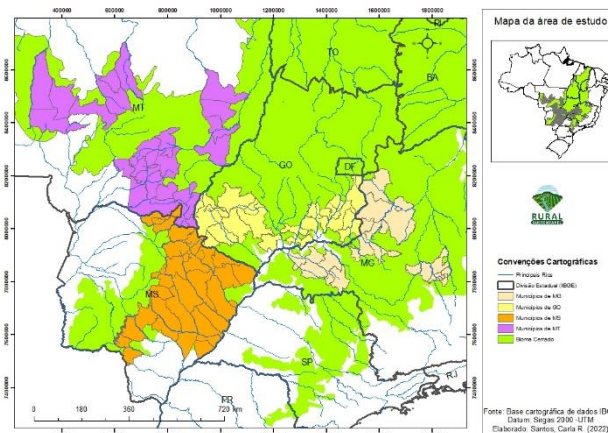 400000 600000 800000 1000000 1200000 1400000 1600000 1800000
Mapa da área de estudo
PI
TO
BA
MT
GO
DF
MG
MS
SP
RJ
PR
0 180 360 720 km
RURAL
Convenções Cartográficas
Principais Rios
Divisão Estadual (IBGE)
Municípios de MG
Municípios de GO
Municípios de MS
Municípios de MT
Bioma Cerrado
Fonte: Base cartográfica de dados IB
Datum: Sirgas 2000 -UTM
Elaborado: Santos, Carla R. (2022)